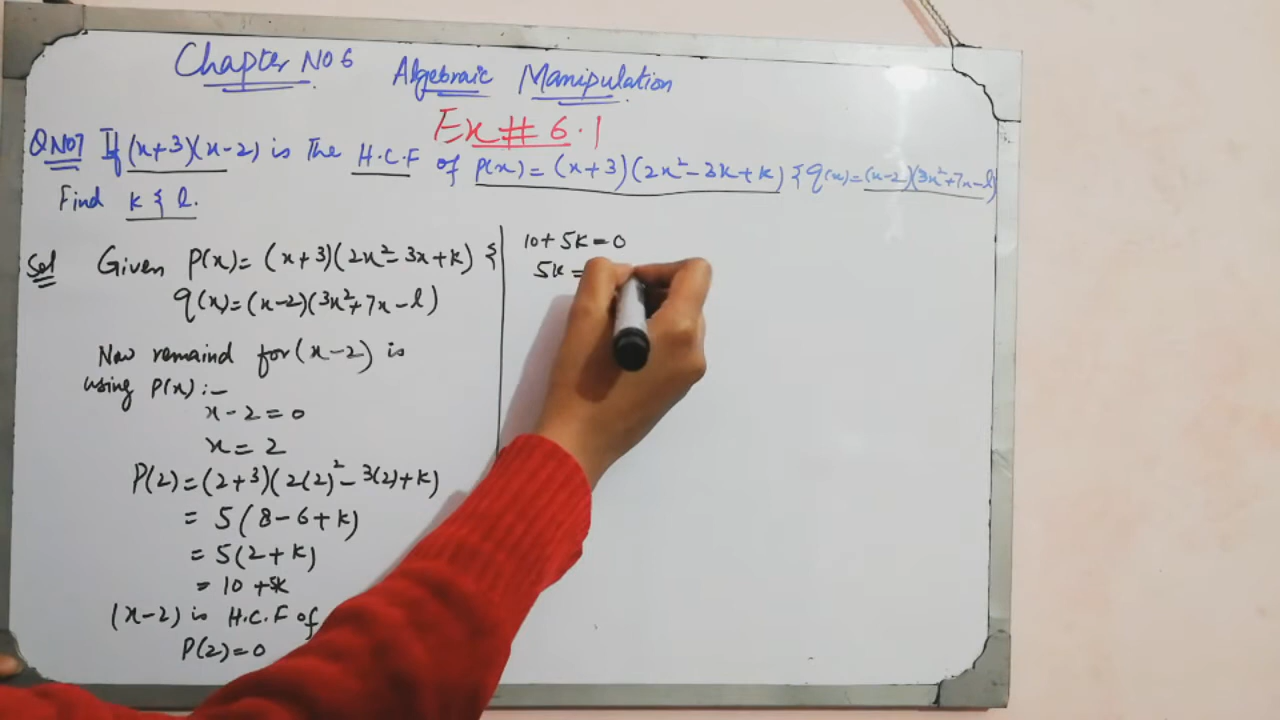 Chapter No 6 Algebraic Manipulation
Ex # 6.1
Q No 7 If (x+3)(x-2) is The H.C.F of P(x) = (x+3)(2x²-3k+k) & q(x) = (x-2)(3x²+7x-l)
Find k & l.
Sol Given P(x) = (x+3)(2x²-3x+k) &
q(x) = (x-2)(3x²+7x-l)
Now remaind for (x-2) is
using P(x) :-
x-2=0
x = 2
P(2) = (2+3)(2(2)²-3(2)+k)
= 5(8-6+k)
= 5(2+k)
= 10 +5k
(x-2) is H.C.F of
P(2)=0
10+5k=0
5k =